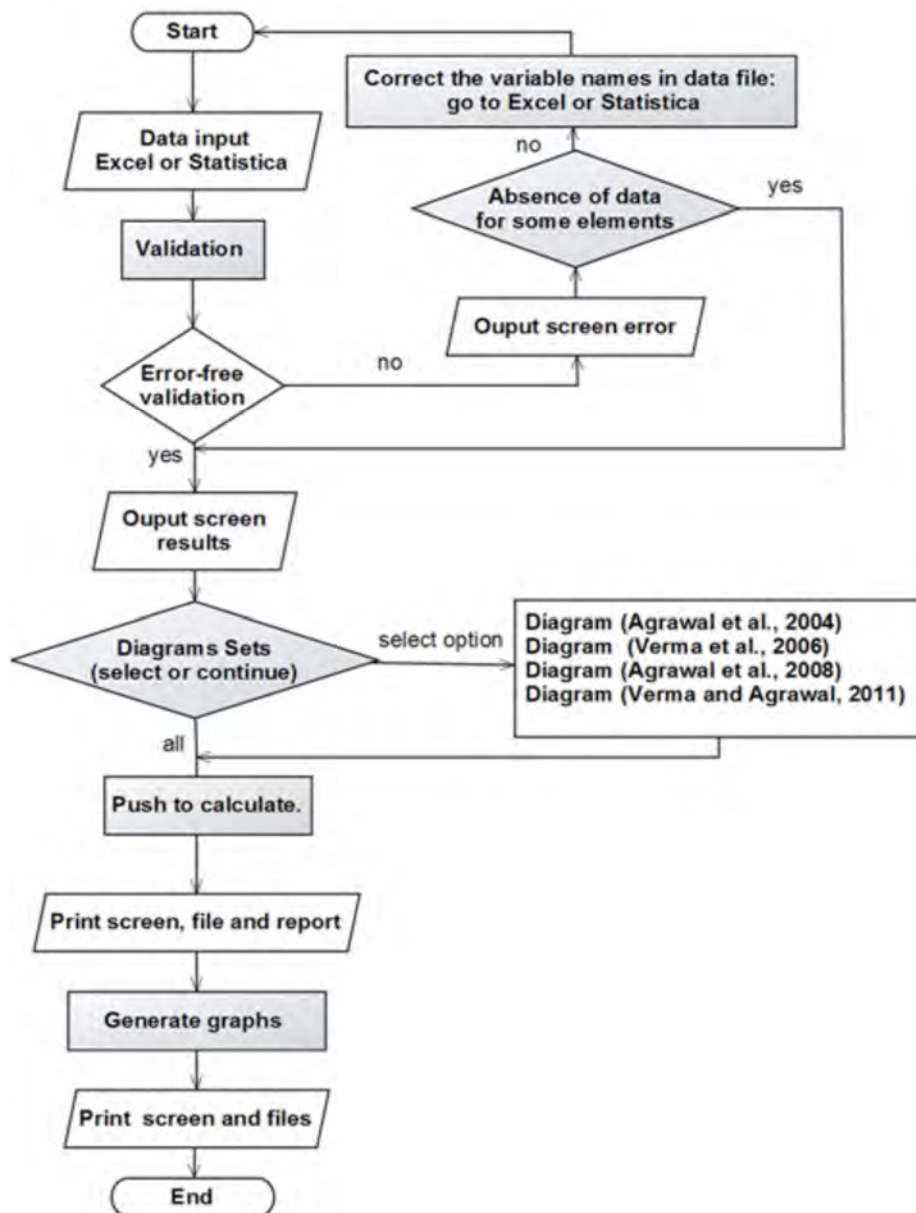 Start
Correct the variable names in data file:
go to Excel or Statistica
Data input
Excel or Statistica
no
Absence of data
for some elements
yes
Validation
Ouput screen error
Error-free
validation
no
yes
Ouput screen
results
Diagrams Sets
(select or continue)
select option
Diagram (Agrawal et al., 2004)
Diagram (Verma et al., 2006)
Diagram (Agrawal et al., 2008)
Diagram (Verma and Agrawal, 2011)
all
Push to calculate.
Print screen, file and report
Generate graphs
Print screen and files
End